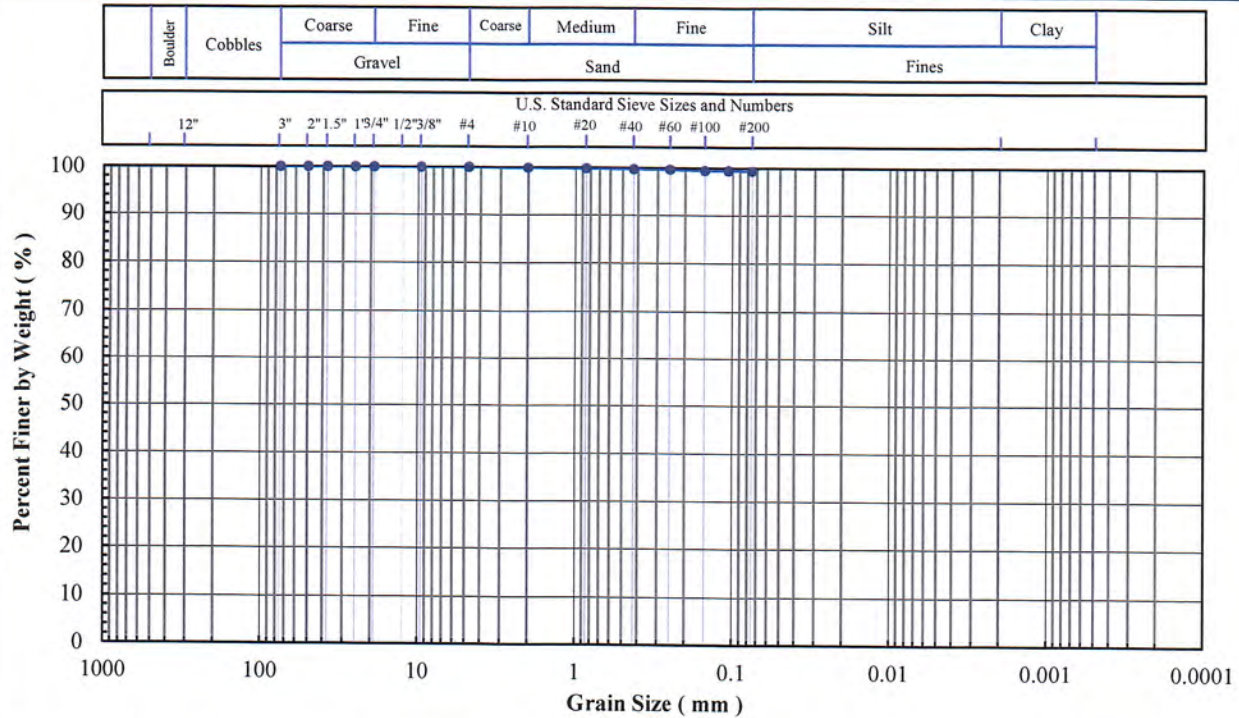 Boulder Cobbles Coarse Fine Coarse Medium Fine Silt Clay
Gravel Sand Fines
U.S. Standard Sieve Sizes and Numbers
12" 3" 2" 1.5" 1" 3/4" 1/2" 3/8" #4 #10 #20 #40 #60 #100 #200
100
90
80
70
60
50
40
30
20
10
0
Percent Finer by Weight ( % )
1000 100 10 1 0.1 0.01 0.001 0.0001
Grain Size ( mm )